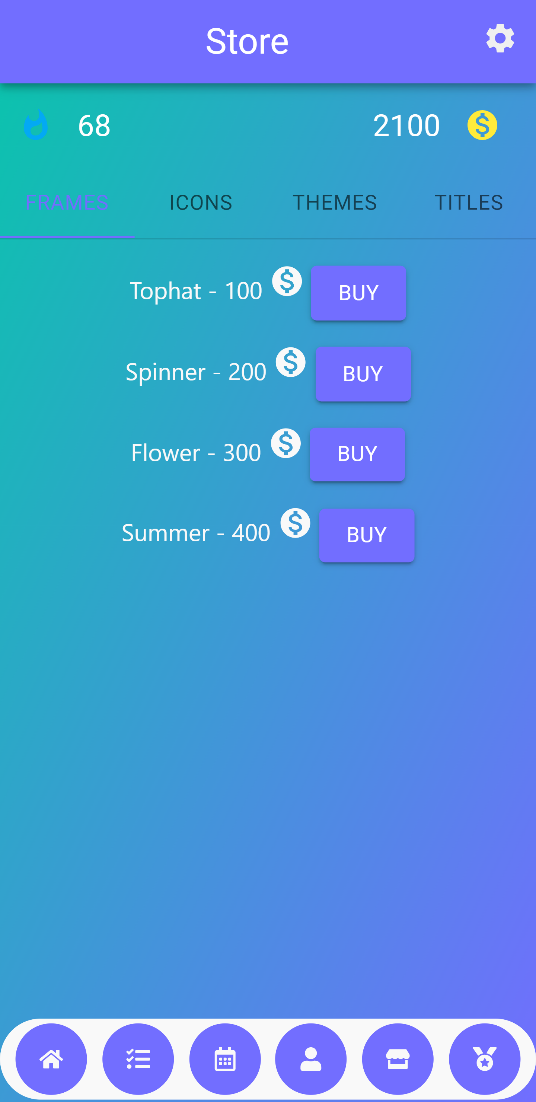 Store
68 2100
FRAMES ICONS THEMES TITLES
Tophat - 100 $ BUY
Spinner - 200 $ BUY
Flower - 300 $ BUY
Summer - 400 $ BUY